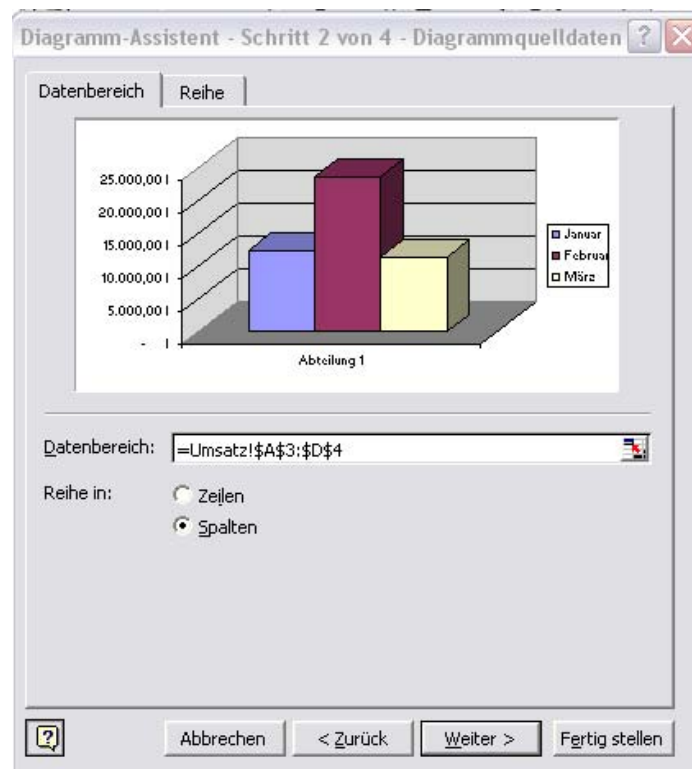 Diagramm-Assistent - Schritt 2 von 4 - Diagrammquelldaten ? X
Datenbereich Reihe
25.000,00 l
20.000,00 l
15.000,00 l
10.000,00 l
5.000,00 l
- l
Abteilung 1
Januar
Februar
März
Datenbereich: =Umsatz!$A$3:$D$4
Reihe in: Zeilen
Spalten
? Abbrechen < Zurück Weiter > Fertig stellen